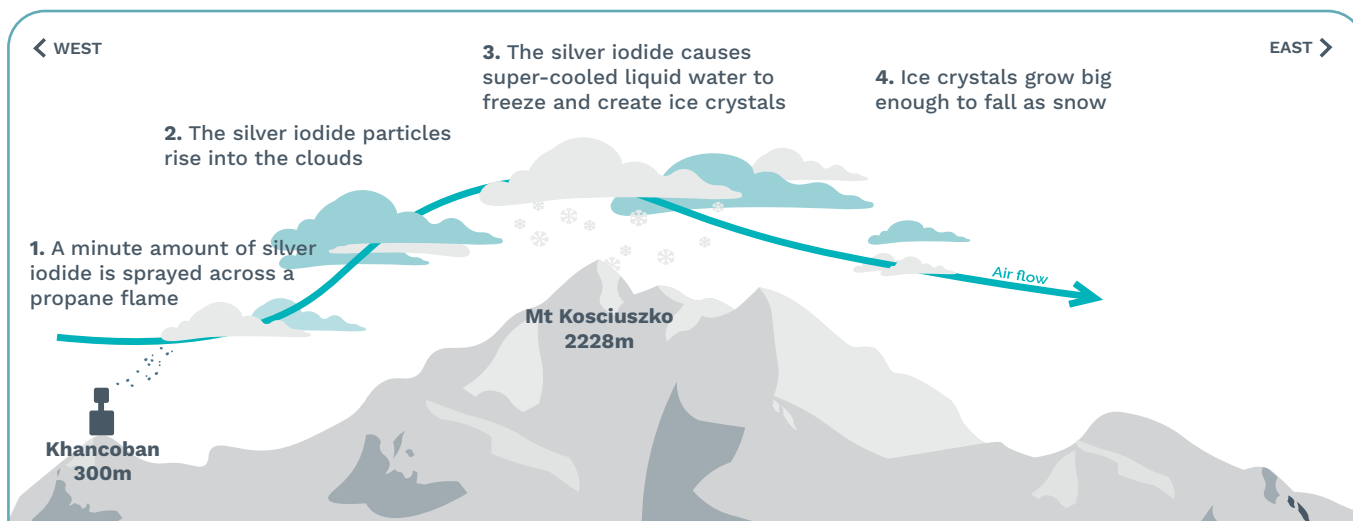 WEST
EAST
3. The silver iodide causes
super-cooled liquid water to
freeze and create ice crystals
4. Ice crystals grow big
enough to fall as snow
2. The silver iodide particles
rise into the clouds
1. A minute amount of silver
iodide is sprayed across a
propane flame
Air flow
Mt Kosciuszko
2228m
Khancoban
300m